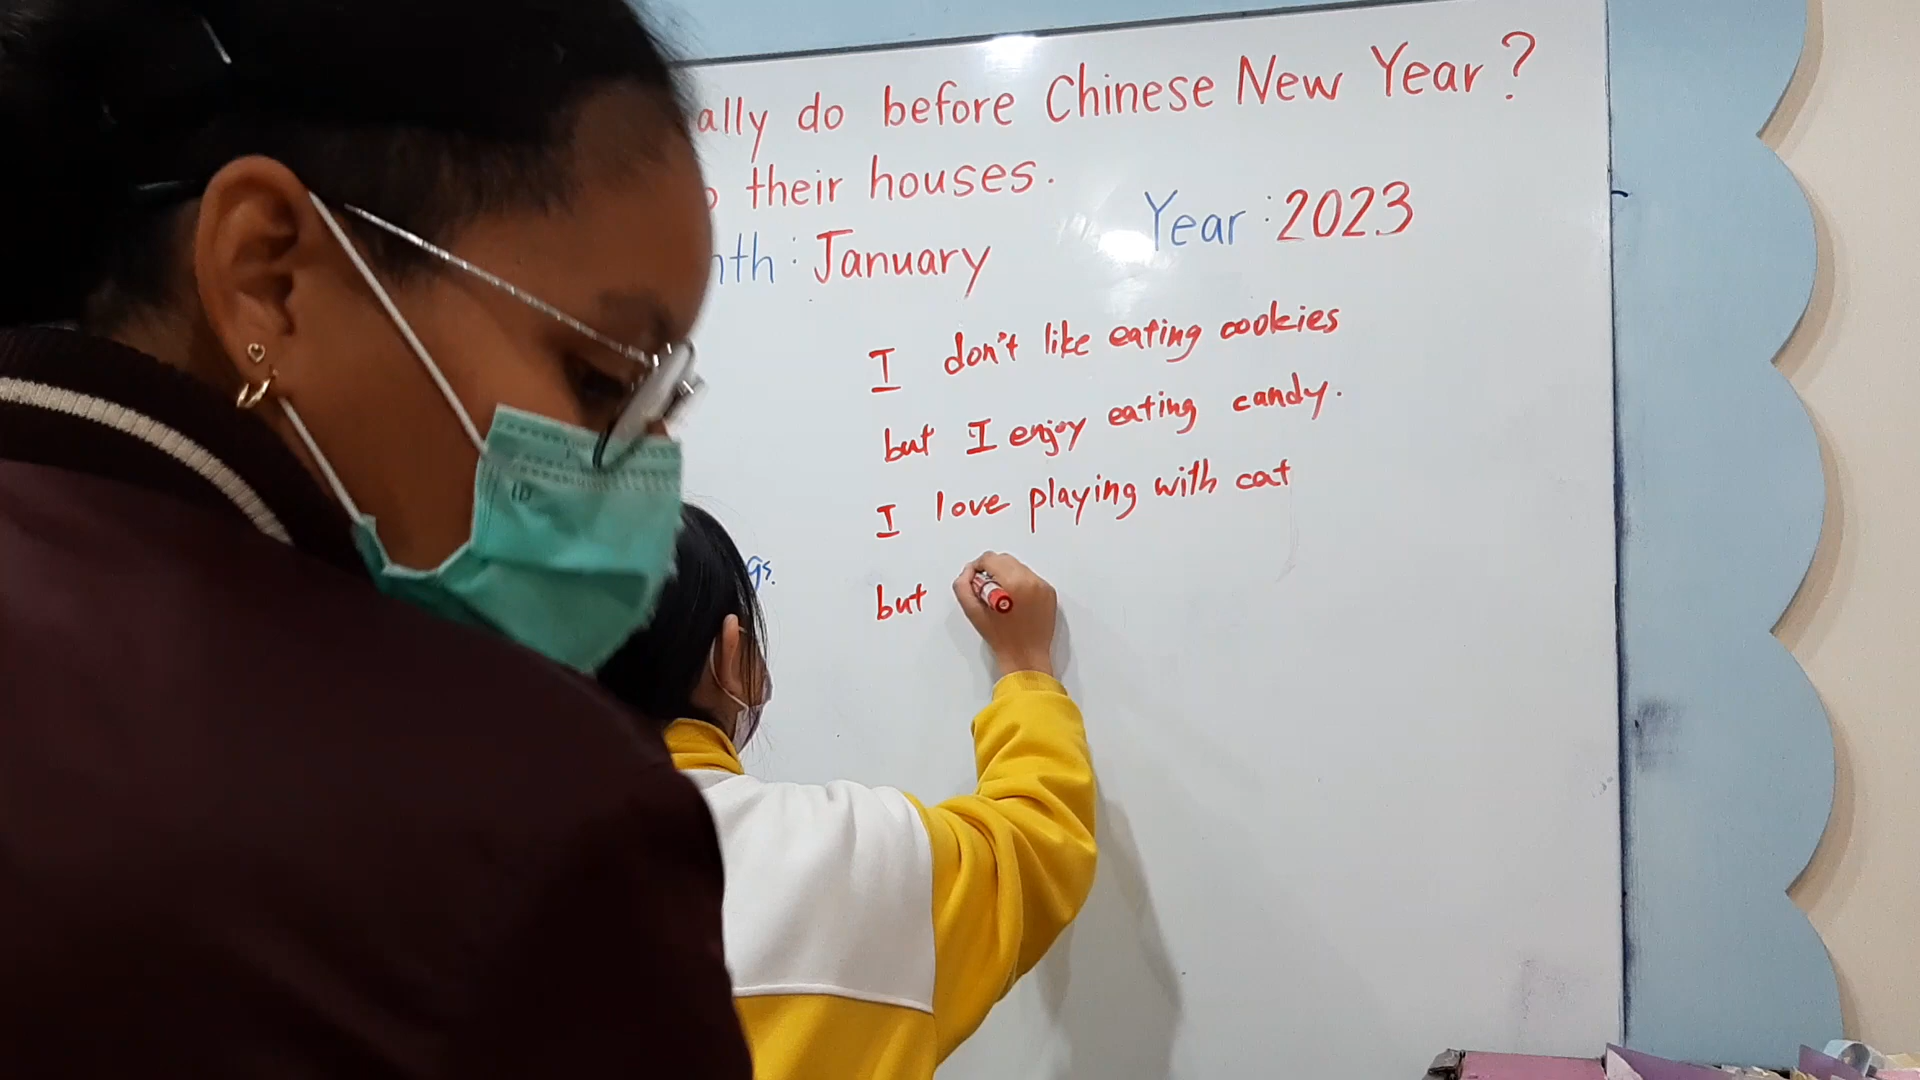 ally do before Chinese New Year?
their houses.
nth: January Year: 2023
I don't like eating cookies
but I enjoy eating candy.
I love playing with cat
gs.
but